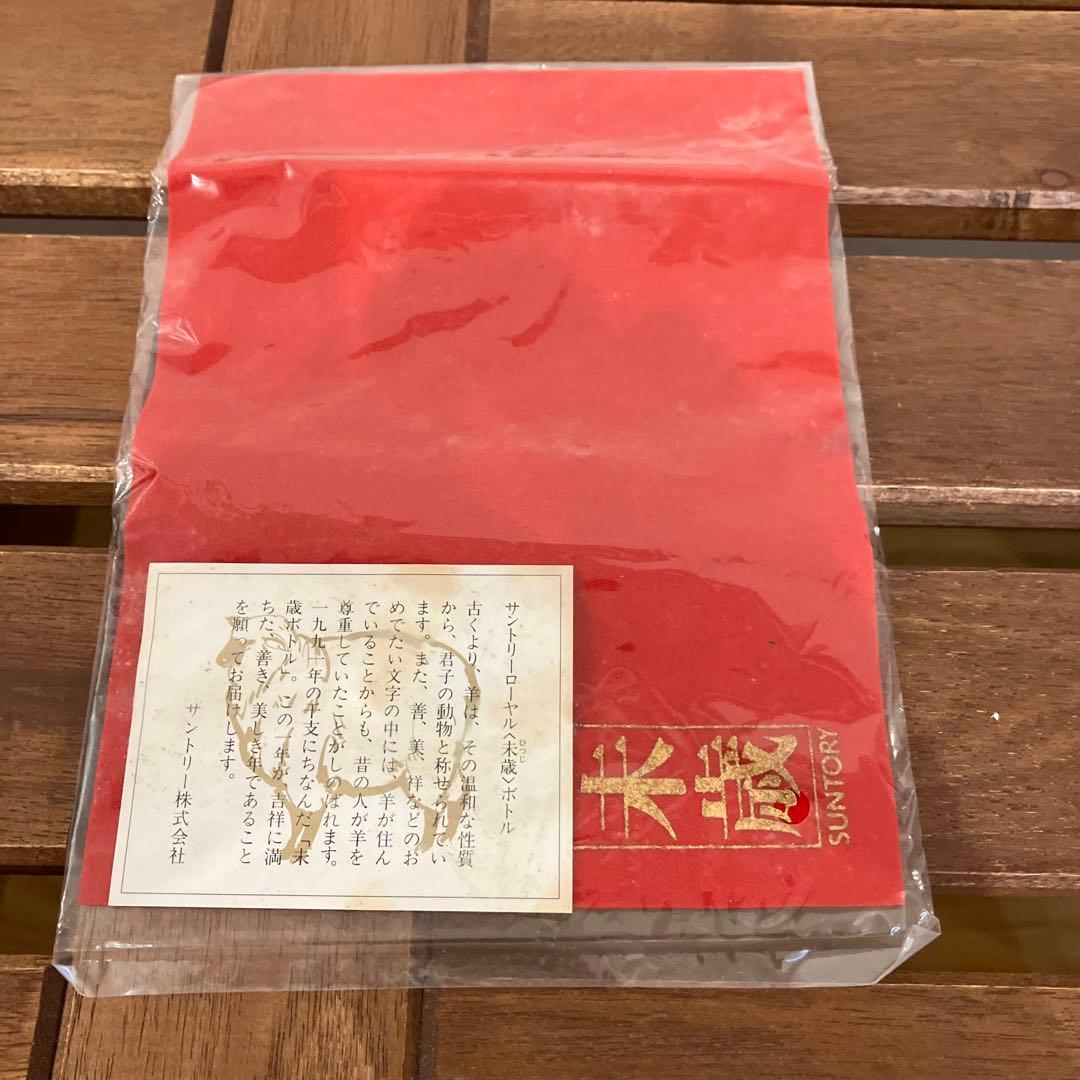 サントリーローヤル〈未歳〉ボトル
ひつじ
古くより、羊は、その温和な性質
から、君子の動物と称せられてい
ます。また、善、美、祥などのお
めでたい文字の中には、羊が住ん
でいることからも、昔の人が羊を
尊重していたことがしのばれます。
一九九一年の干支にちなんだ「未
歳ボトル」。この一年が、吉祥に満
ちた、善き、美しき年であること
を願ってお届けします。
サントリー株式会社
未歳
SUNTORY